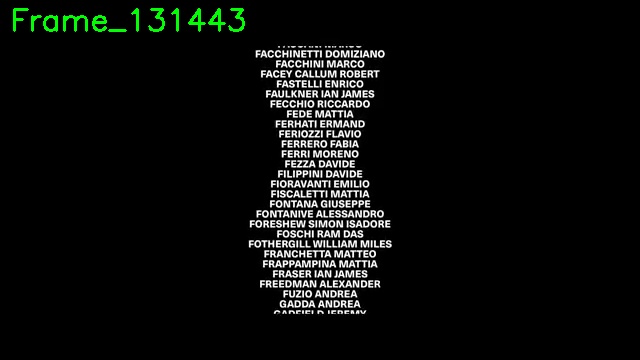 Frame_131443
FACCHINETTI DOMIZIANO
FACCHINI MARCO
FACEY CALLUM ROBERT
FASTELLI ENRICO
FAULKNER IAN JAMES
FECCHIO RICCARDO
FEDE MATTIA
FERHATI ERMAND
FERIOZZI FLAVIO
FERRERO FABIA
FERRI MORENO
FEZZA DAVIDE
FILIPPINI DAVIDE
FIORAVANTI EMILIO
FISCALETTI MATTIA
FONTANA GIUSEPPE
FONTANIVE ALESSANDRO
FORESHEW SIMON ISADORE
FOSCHI RAM DAS
FOTHERGILL WILLIAM MILES
FRANCHETTA MATTEO
FRAPPAMPINA MATTIA
FRASER IAN JAMES
FREEDMAN ALEXANDER
FUZIO ANDREA
GADDA ANDREA